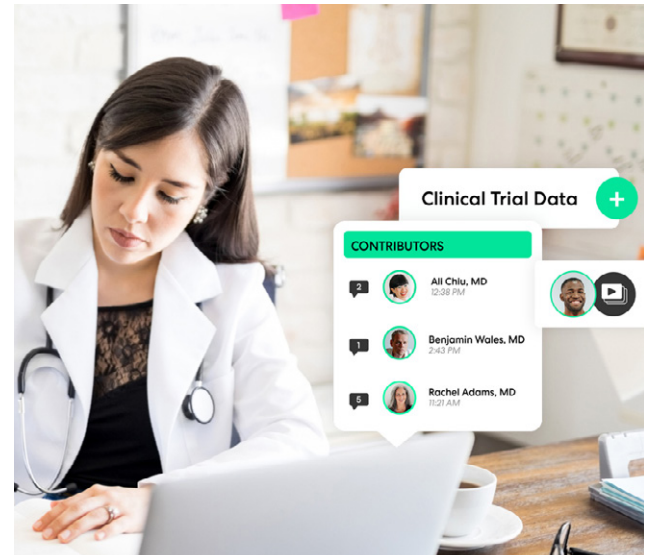 Clinical Trial Data +
CONTRIBUTORS
2
Ali Chiu, MD
12:38 PM
1
Benjamin Wales, MD
2:43 PM
5
Rachel Adams, MD
11:21 AM